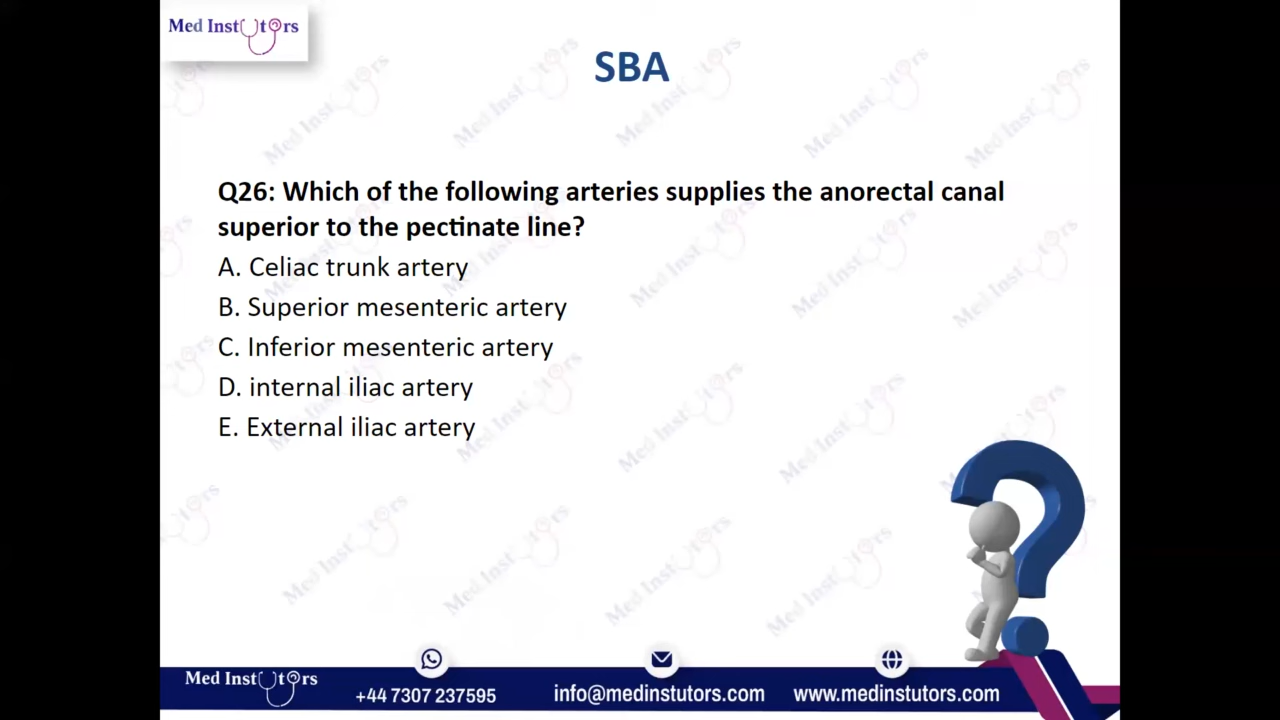 Med Instutors
SBA
Q26: Which of the following arteries supplies the anorectal canal
superior to the pectinate line?
A. Celiac trunk artery
B. Superior mesenteric artery
C. Inferior mesenteric artery
D. internal iliac artery
E. External iliac artery
Med Instutors
+44 7307 237595
info@medinstutors.com
www.medinstutors.com